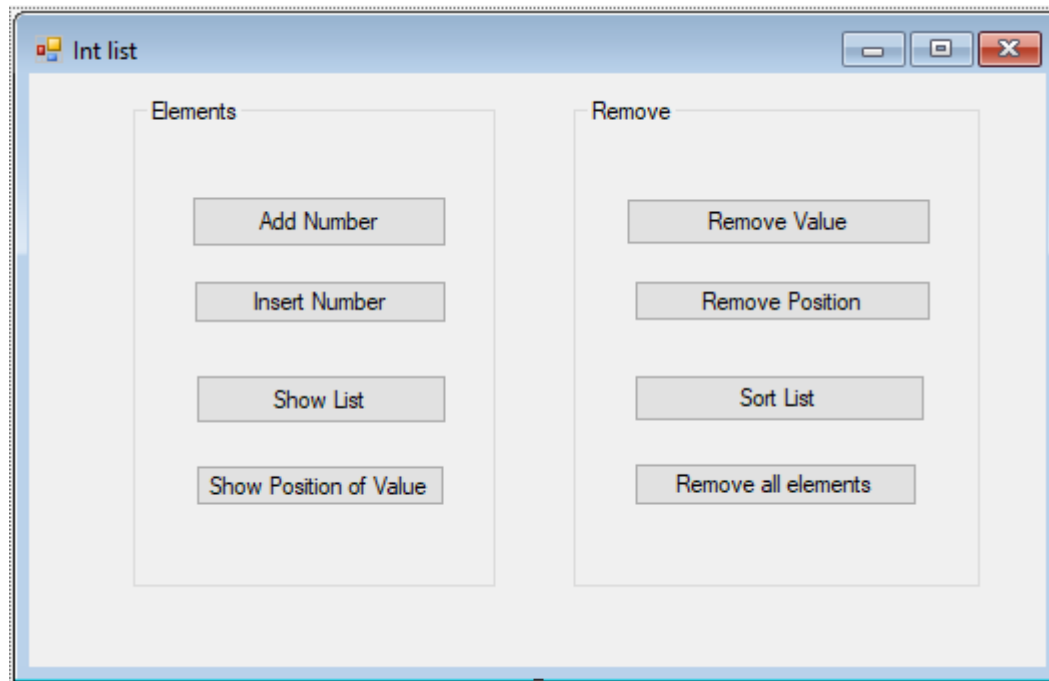 Int list
Elements
Add Number
Insert Number
Show List
Show Position of Value
Remove
Remove Value
Remove Position
Sort List
Remove all elements